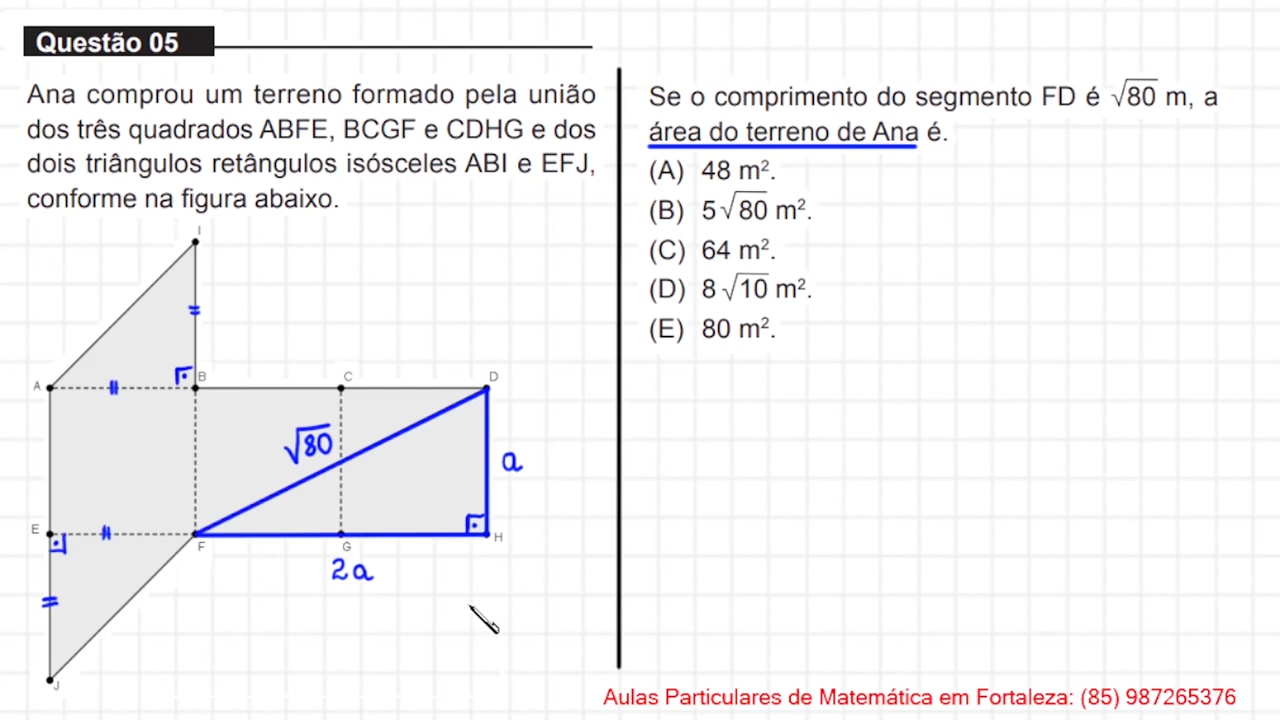 Questão 05
Ana comprou um terreno formado pela união
dos três quadrados ABFE, BCGF e CDHG e dos
dois triângulos retângulos isósceles ABI e EFJ,
conforme na figura abaixo.
I
A
B
C
D
√80
a
E
F
G
H
2a
J
Se o comprimento do segmento FD é √80 m, a
área do terreno de Ana é.
(A) 48 m².
(B) 5√80 m².
(C) 64 m².
(D) 8√10 m².
(E) 80 m².
Aulas Particulares de Matemática em Fortaleza: (85) 987265376